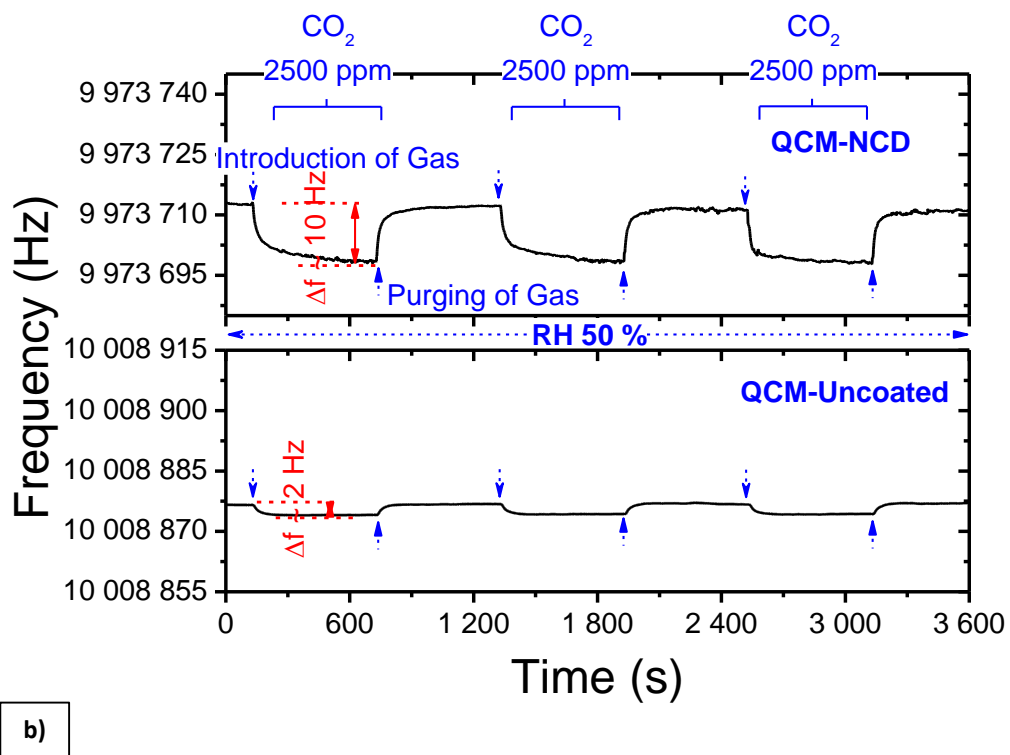 CO2 CO2 CO2
2500 ppm 2500 ppm 2500 ppm
9 973 740
9 973 725
9 973 710
9 973 695
QCM-NCD
Introduction of Gas
Δf ~ 10 Hz
Purging of Gas
RH 50 %
10 008 915
10 008 900
10 008 885
10 008 870
10 008 855
QCM-Uncoated
Δf ~ 2 Hz
Frequency (Hz)
0 600 1 200 1 800 2 400 3 000 3 600
Time (s)
b)